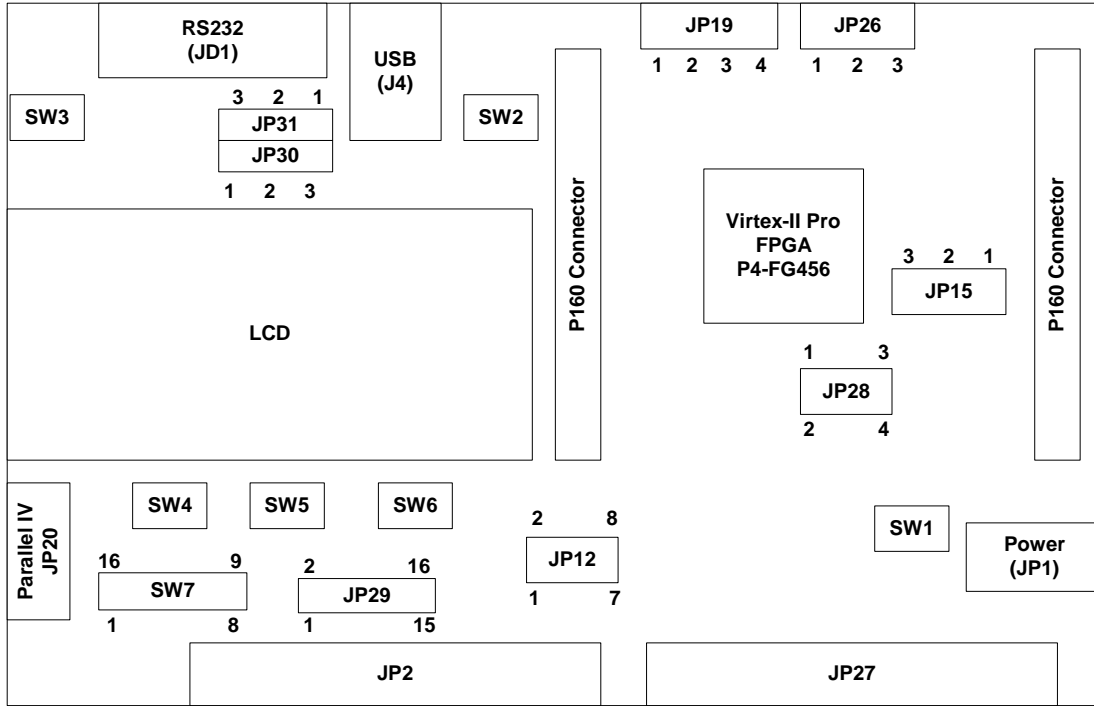 RS232
(JD1)
USB
(J4)
JP19
JP26
1 2 3 4
1 2 3
SW3
3 2 1
JP31
JP30
1 2 3
SW2
P160 Connector
Virtex-II Pro
FPGA
P4-FG456
3 2 1
JP15
P160 Connector
LCD
1 3
JP28
2 4
Parallel IV
JP20
SW4
SW5
SW6
16 9
SW7
1 8
2 16
JP29
1 15
2 8
JP12
1 7
SW1
Power
(JP1)
JP2
JP27